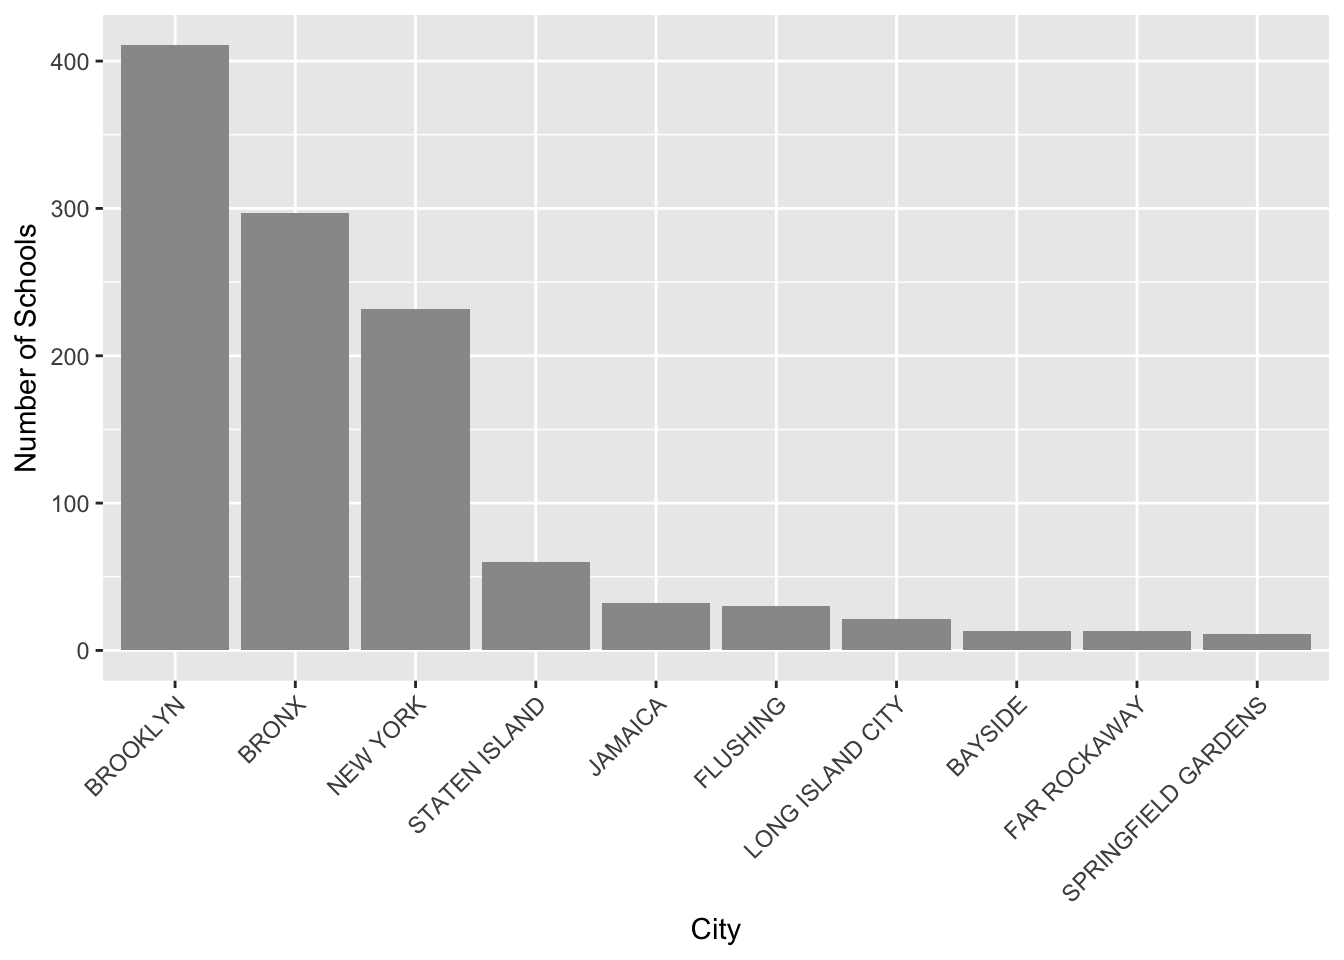 Number of Schools
400
300
200
100
0
BROOKLYN
BRONX
NEW YORK
STATEN ISLAND
JAMAICA
FLUSHING
LONG ISLAND CITY
BAYSIDE
FAR ROCKAWAY
SPRINGFIELD GARDENS
City